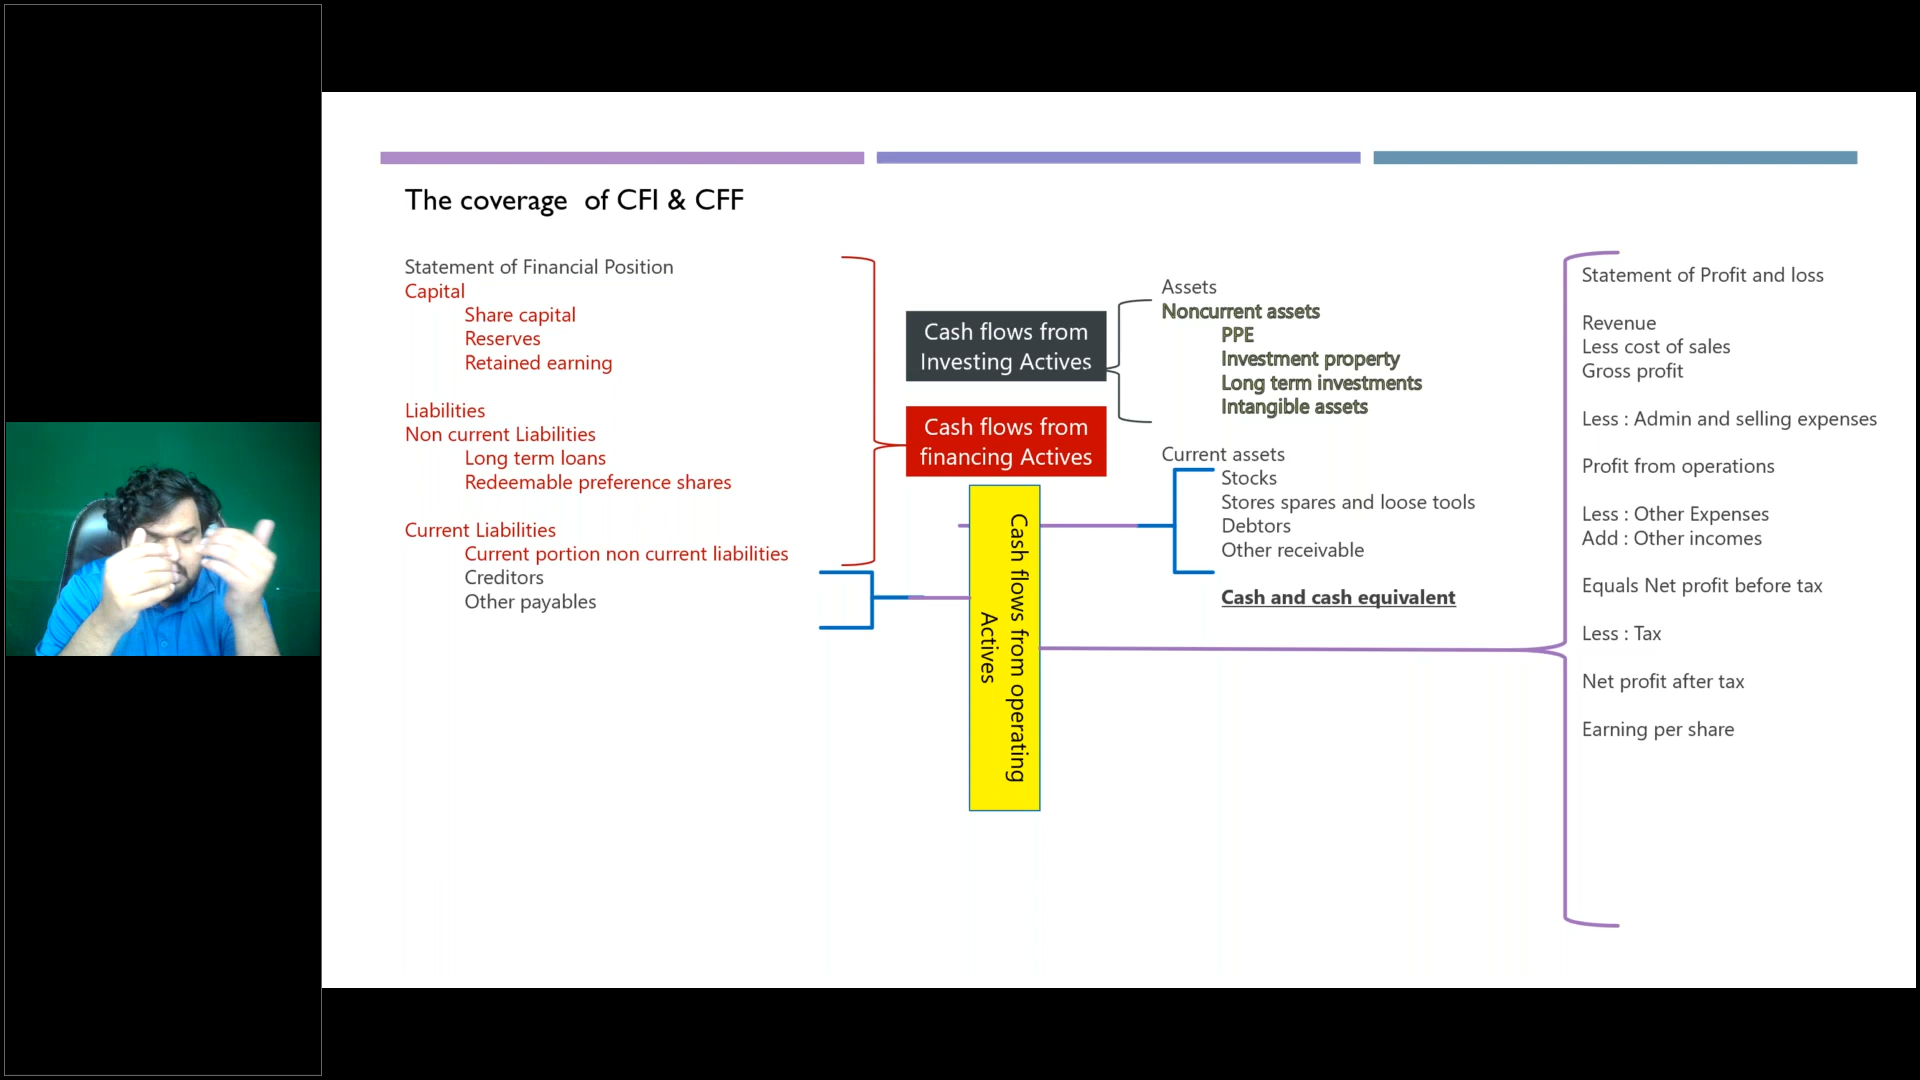 The coverage  of CFI & CFF
Statement of Financial Position
Capital
Share capital
Reserves
Retained earning
Liabilities
Non current Liabilities
Long term loans
Redeemable preference shares
Current Liabilities
Current portion non current liabilities
Creditors
Other payables
Cash flows from
Investing Actives
Cash flows from
financing Actives
Cash flows from operating
Actives
Assets
Noncurrent assets
PPE
Investment property
Long term investments
Intangible assets
Current assets
Stocks
Stores spares and loose tools
Debtors
Other receivable
Cash and cash equivalent
Statement of Profit and loss
Revenue
Less cost of sales
Gross profit
Less : Admin and selling expenses
Profit from operations
Less : Other Expenses
Add : Other incomes
Equals Net profit before tax
Less : Tax
Net profit after tax
Earning per share